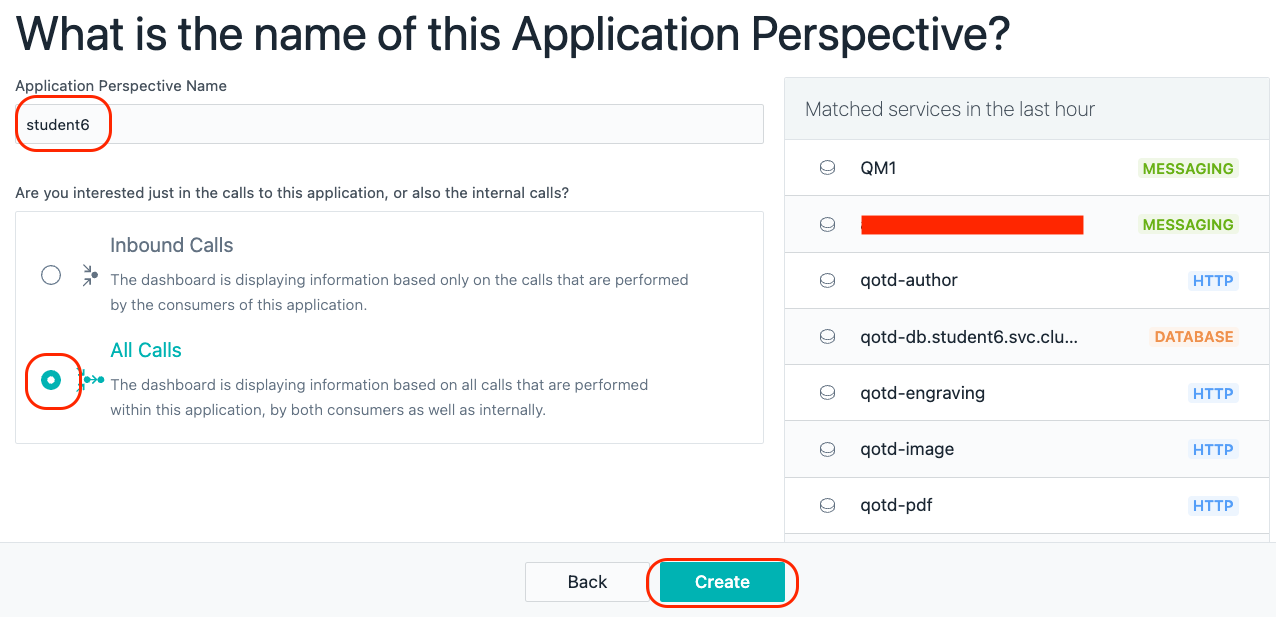 What is the name of this Application Perspective?
Application Perspective Name
student6
Are you interested just in the calls to this application, or also the internal calls?
Inbound Calls
The dashboard is displaying information based only on the calls that are performed
by the consumers of this application.
All Calls
The dashboard is displaying information based on all calls that are performed
within this application, by both consumers as well as internally.
Matched services in the last hour
QM1 MESSAGING
MESSAGING
qotd-author HTTP
qotd-db.student6.svc.clu... DATABASE
qotd-engraving HTTP
qotd-image HTTP
qotd-pdf HTTP
Back Create